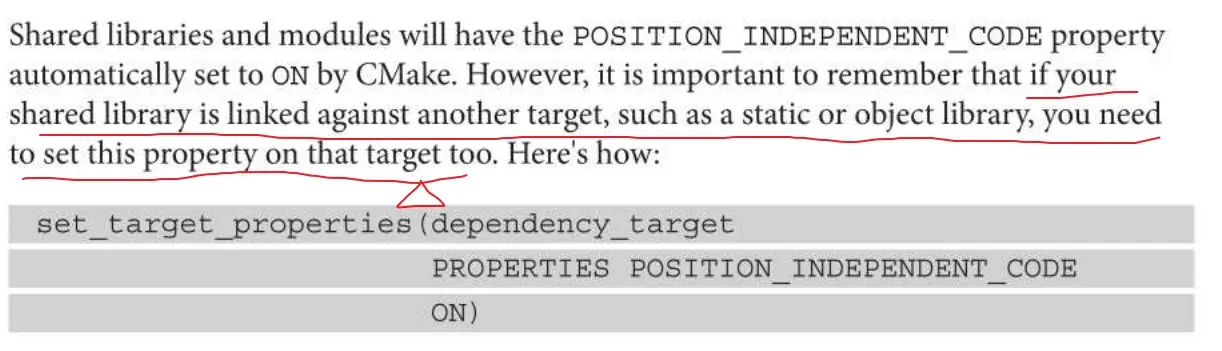 Shared libraries and modules will have the POSITION_INDEPENDENT_CODE property
automatically set to ON by CMake. However, it is important to remember that if your
shared library is linked against another target, such as a static or object library, you need
to set this property on that target too. Here's how:
set_target_properties(dependency_target
PROPERTIES POSITION_INDEPENDENT_CODE
ON)